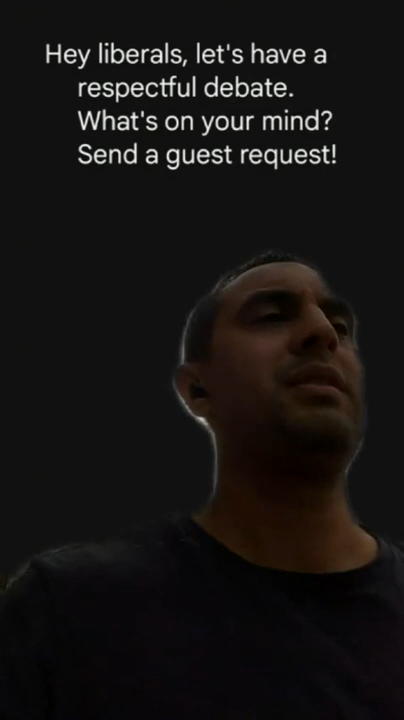 Hey liberals, let's have a
respectful debate.
What's on your mind?
Send a guest request!